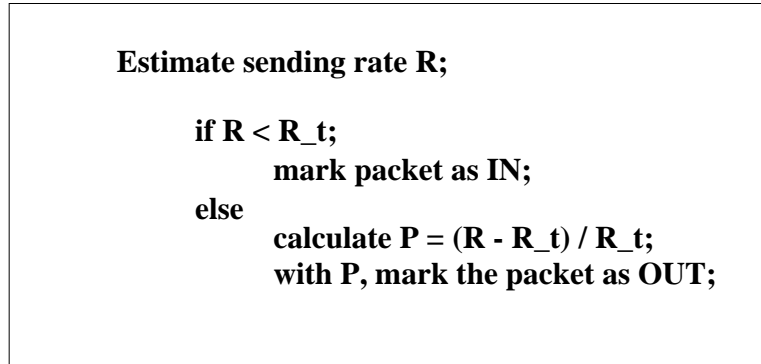 Estimate sending rate R;
if R < R_t;
mark packet as IN;
else
calculate P = (R - R_t) / R_t;
with P, mark the packet as OUT;